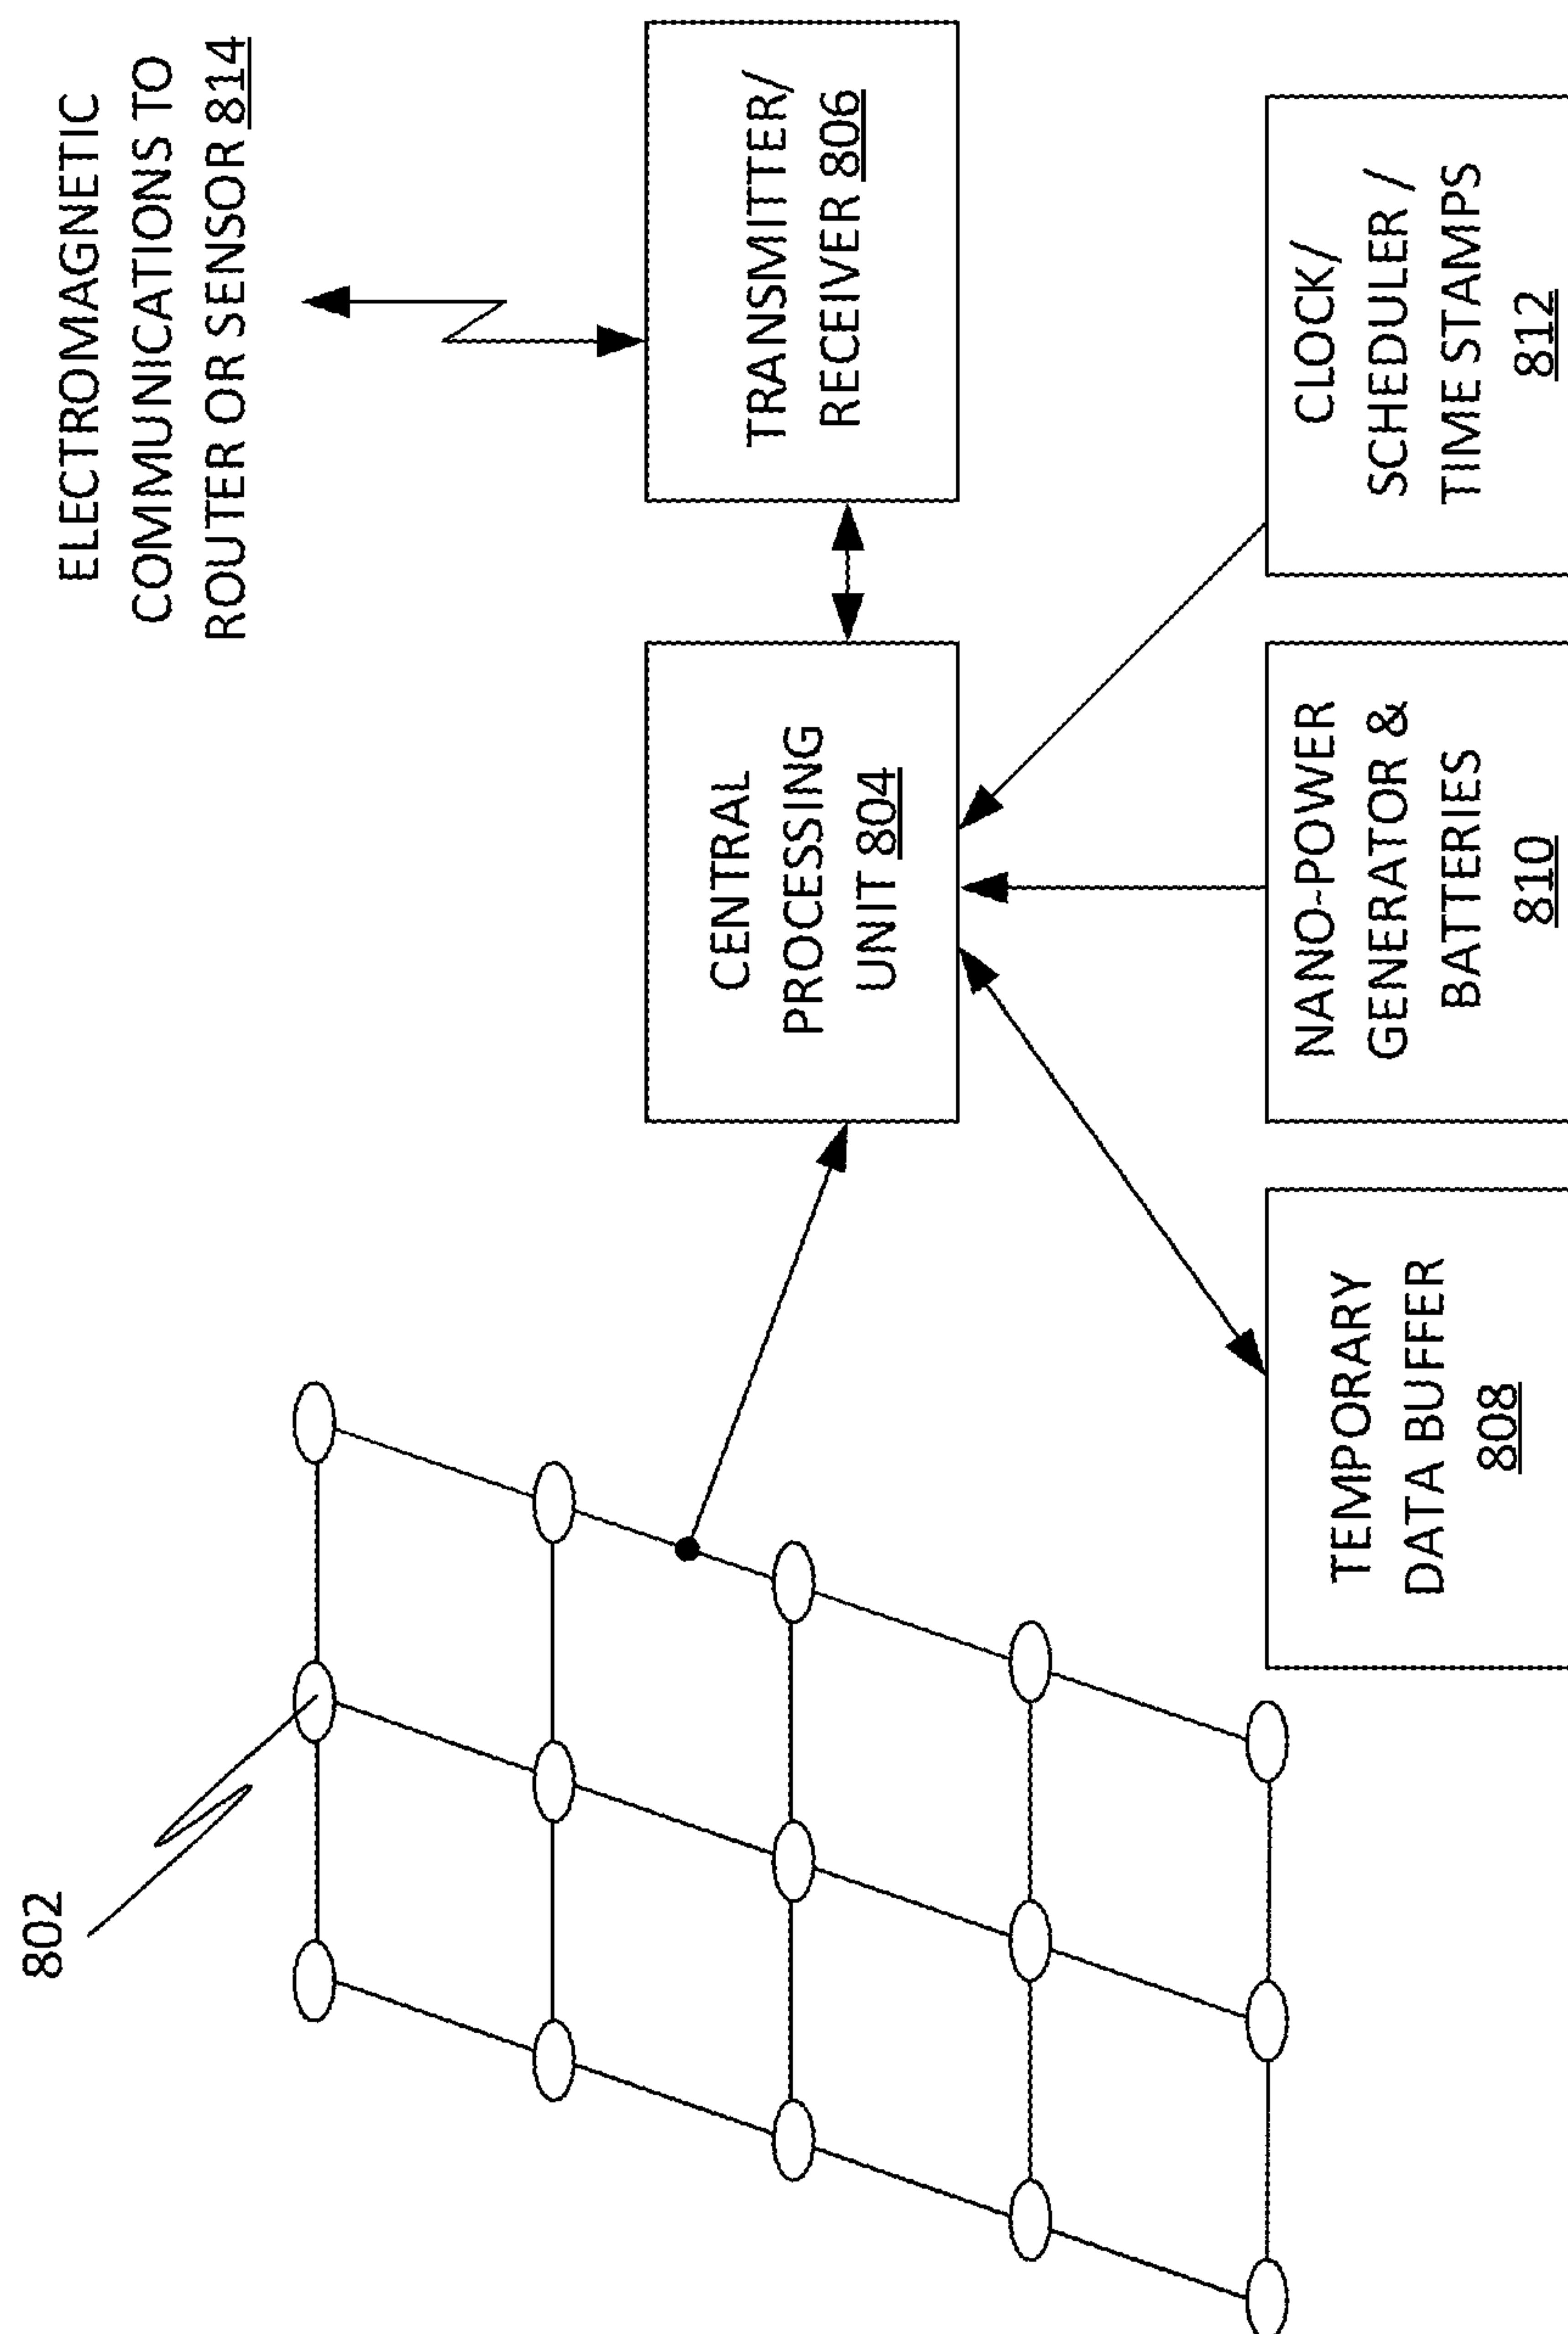 802
ELECTROMAGNETIC
COMMUNICATIONS TO
ROUTER OR SENSOR 814
CENTRAL
PROCESSING
UNIT 804
TRANSMITTER/
RECEIVER 806
TEMPORARY
DATA BUFFER
808
NANO-POWER
GENERATOR &
BATTERIES
810
CLOCK/
SCHEDULER /
TIME STAMPS
812